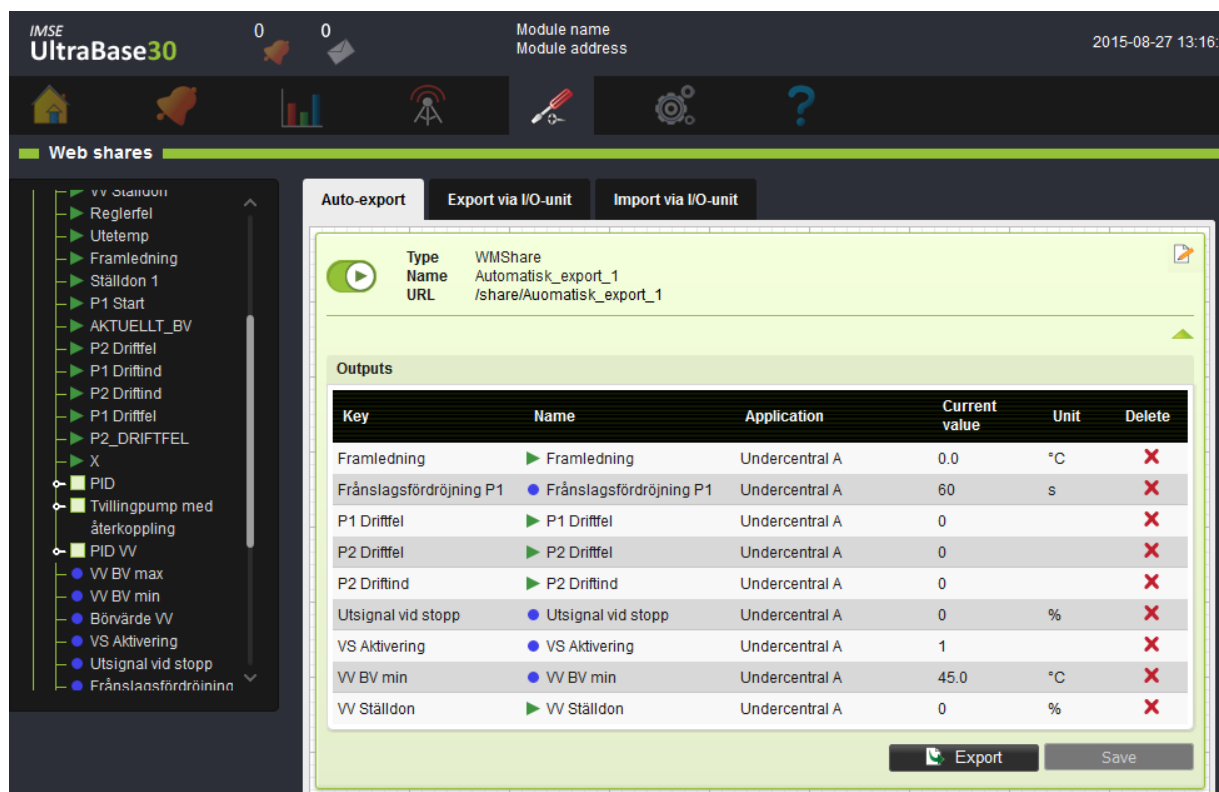 IMSE
UltraBase30
0
0
Module name
Module address
2015-08-27 13:16:
Web shares
VV Ställdon
Reglerfel
Utetemp
Framledning
Ställdon 1
P1 Start
AKTUELLT_BV
P2 Driftfel
P1 Driftind
P2 Driftind
P1 Driftfel
P2_DRIFTFEL
X
PID
Tvillingpump med
återkoppling
PID VV
VV BV max
VV BV min
Börvärde VV
VS Aktivering
Utsignal vid stopp
Frånslagsfördröjning
Auto-export Export via I/O-unit Import via I/O-unit
Type WMShare
Name Automatisk_export_1
URL /share/Auomatisk_export_1
Outputs
Key Name Application Current value Unit Delete
Framledning Framledning Undercentral A 0.0 °C
Frånslagsfördröjning P1 Frånslagsfördröjning P1 Undercentral A 60 s
P1 Driftfel P1 Driftfel Undercentral A 0
P2 Driftfel P2 Driftfel Undercentral A 0
P2 Driftind P2 Driftind Undercentral A 0
Utsignal vid stopp Utsignal vid stopp Undercentral A 0 %
VS Aktivering VS Aktivering Undercentral A 1
VV BV min VV BV min Undercentral A 45.0 °C
VV Ställdon VV Ställdon Undercentral A 0 %
Export Save